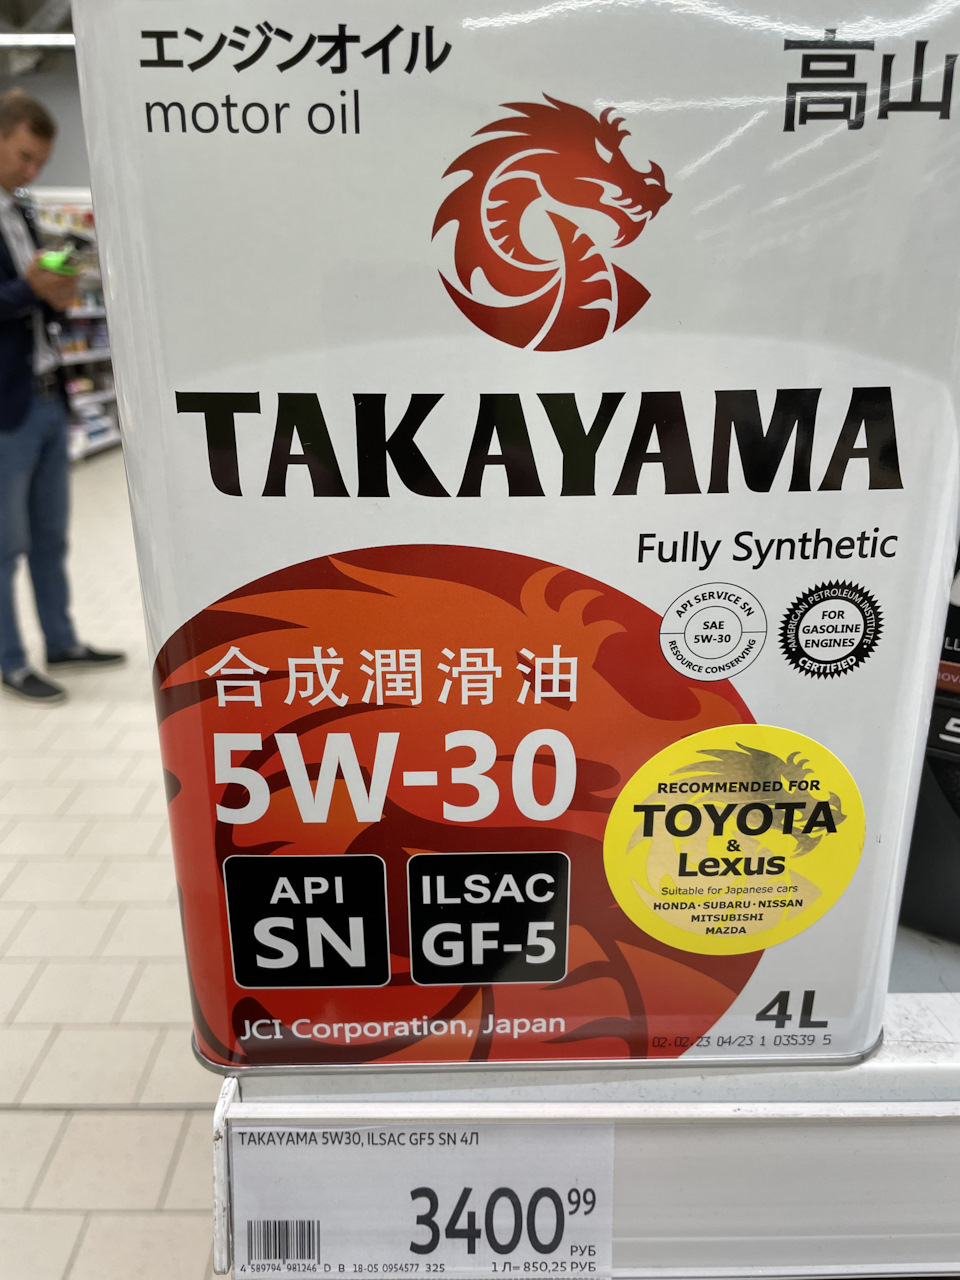 エンジンオイル
motor oil
高山
TAKAYAMA
Fully Synthetic
API SERVICE SN
SAE
5W-30
RESOURCE CONSERVING
AMERICAN PETROLEUM INSTITUTE
FOR
GASOLINE
ENGINES
CERTIFIED
合成潤滑油
5W-30
API
SN
ILSAC
GF-5
RECOMMENDED FOR
TOYOTA
&
Lexus
Suitable for Japanese cars
HONDA·SUBARU·NISSAN
MITSUBISHI
MAZDA
JCI Corporation, Japan
4L
02.02.23 04/23 1 03539 5
TAKAYAMA 5W30, ILSAC GF5 SN 4Л
3400 99
РУБ
4 589794 981246 D B 18-05 0954577 325
1 Л= 850,25 РУБ